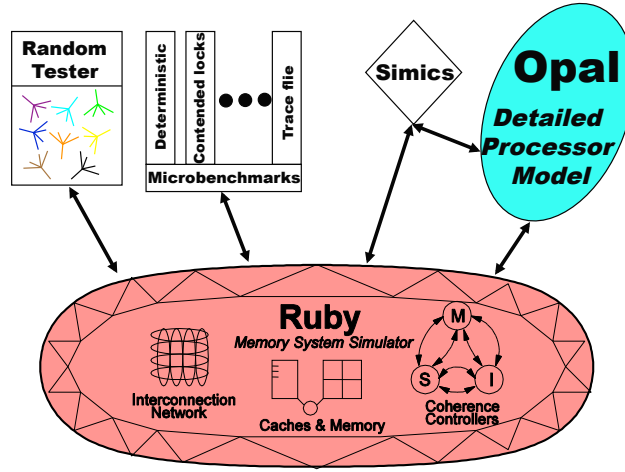 Random
Tester
Deterministic
Contended locks
Trace flie
Microbenchmarks
Simics
Opal
Detailed
Processor
Model
Ruby
Memory System Simulator
Interconnection
Network
Caches & Memory
M
S
I
Coherence
Controllers